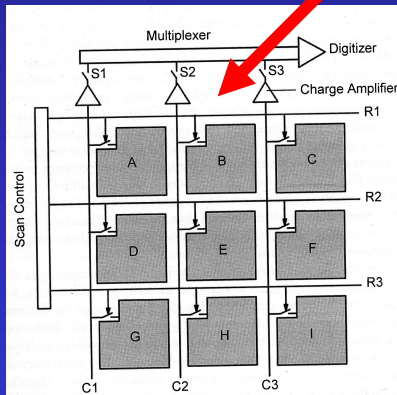 Multiplexer
Digitizer
S1 S2 S3
Charge Amplifier
R1
A B C
Scan Control
R2
D E F
R3
G H I
C1 C2 C3